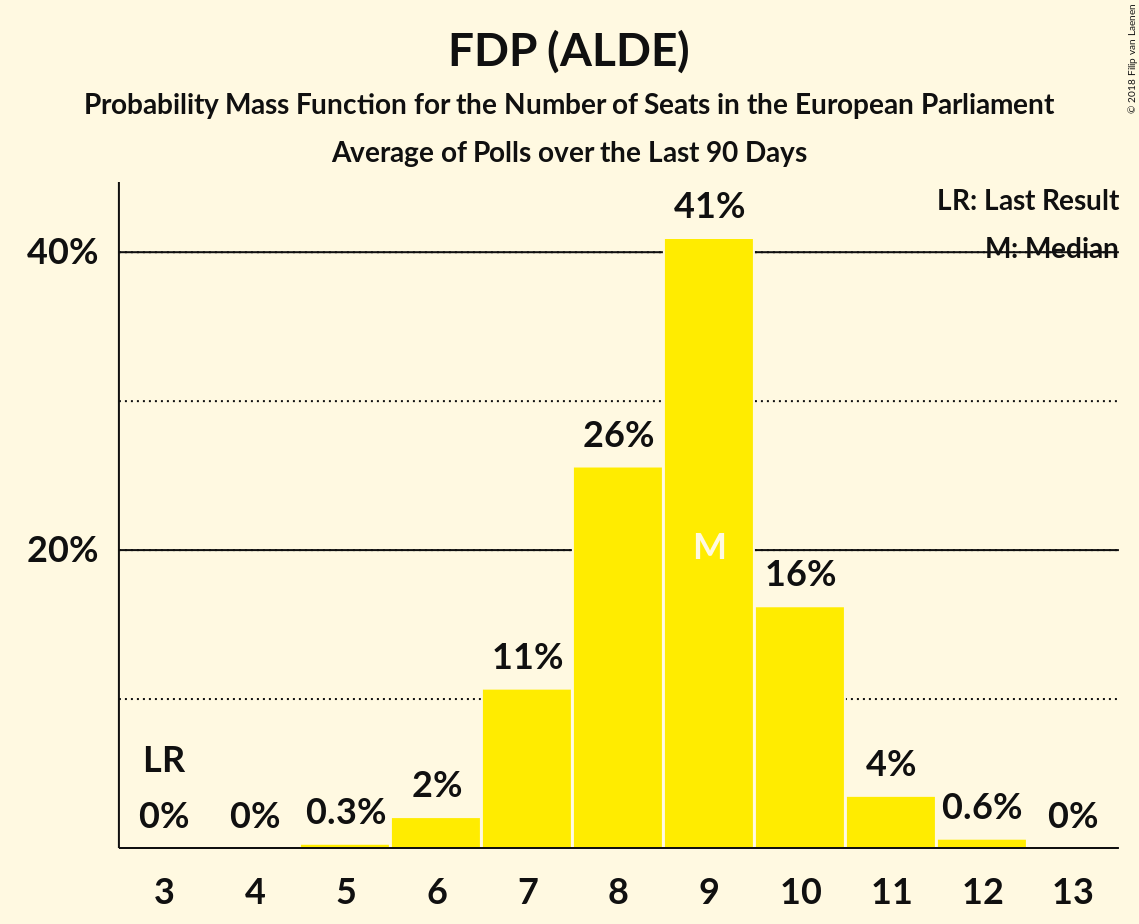 FDP (ALDE)
Probability Mass Function for the Number of Seats in the European Parliament
Average of Polls over the Last 90 Days
© 2018 Filip van Laenen
LR: Last Result
M: Median
40%
20%
LR
0%
0%
0.3%
2%
11%
26%
41%
M
16%
4%
0.6%
0%
3 4 5 6 7 8 9 10 11 12 13